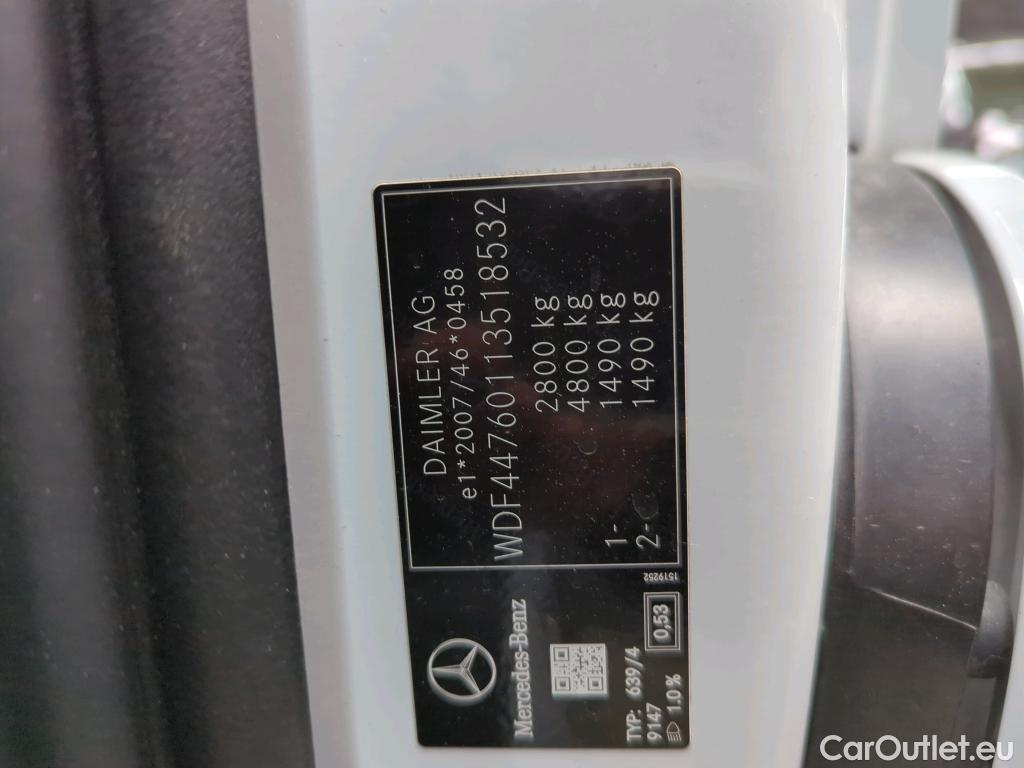 DAIMLER AG
e1*2007/46*0458
WDF44760113518532
2800 kg
4800 kg
1- 1490 kg
2- 1490 kg
Mercedes-Benz
TYP: 639/4
9147
1.0 %
0,53
1519252
CarOutlet.eu